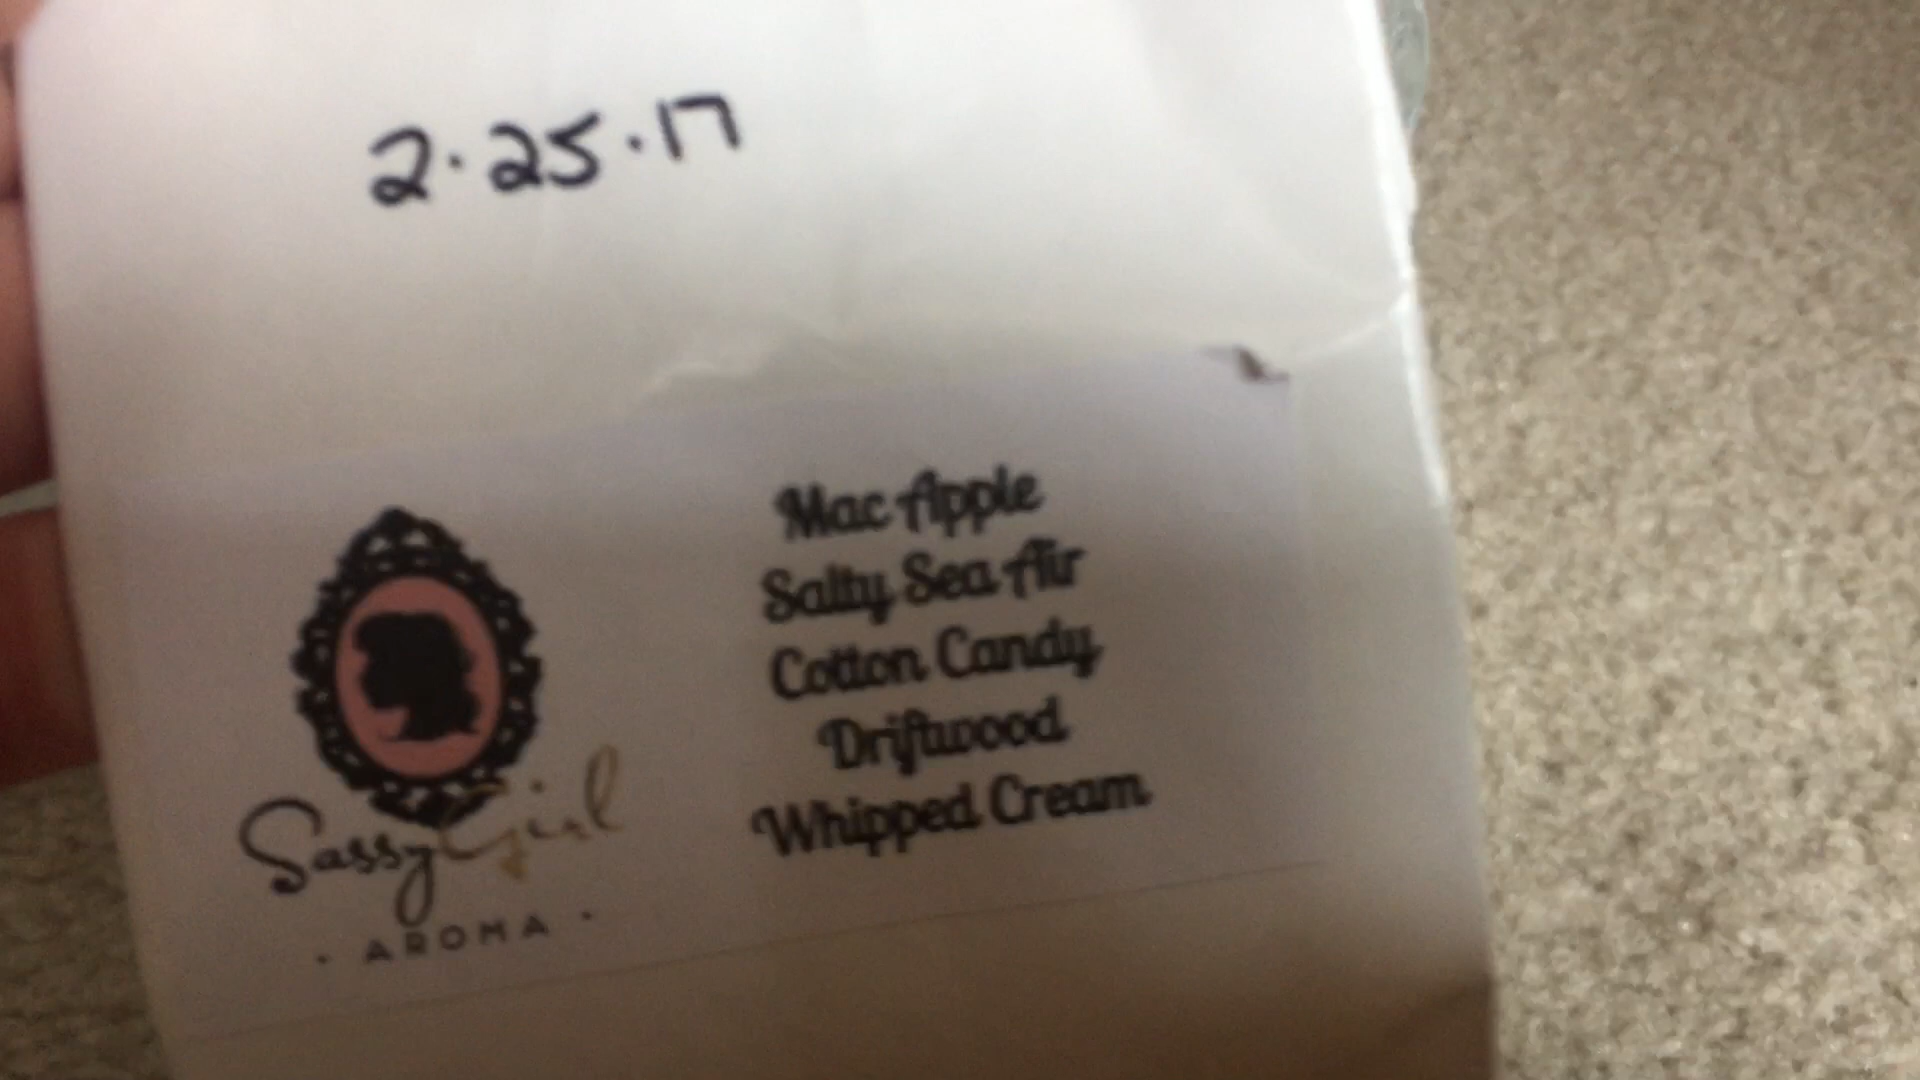 2·25·17
Mac Apple
Salty Sea Air
Cotton Candy
Driftwood
Whipped Cream
Sassy Girl
· AROMA ·